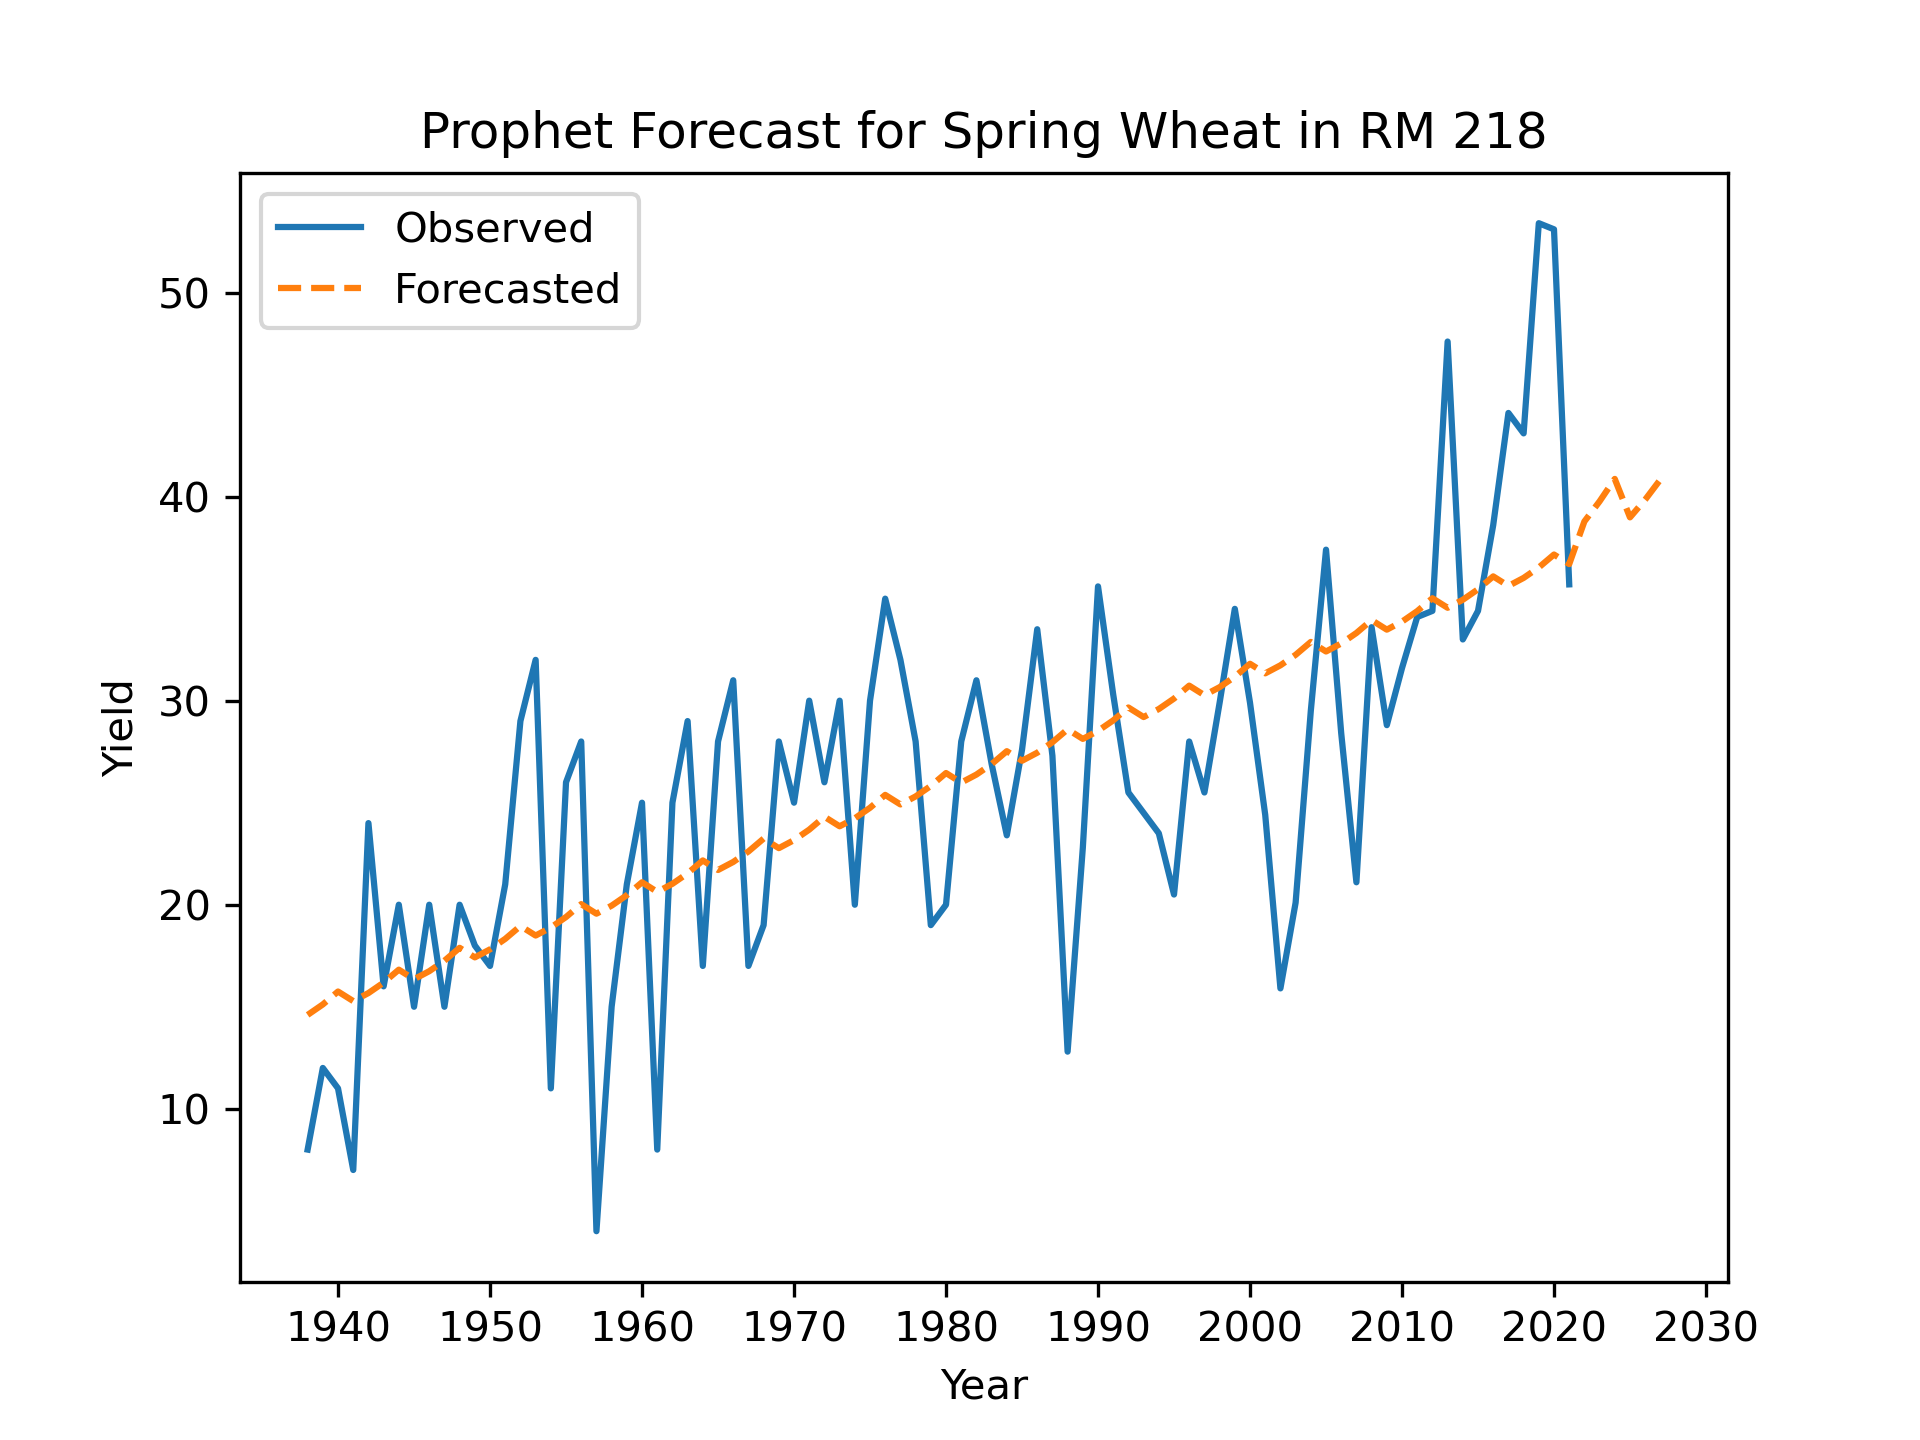 Prophet Forecast for Spring Wheat in RM 218
Observed
Forecasted
50
40
30
20
10
Yield
1940 1950 1960 1970 1980 1990 2000 2010 2020 2030
Year